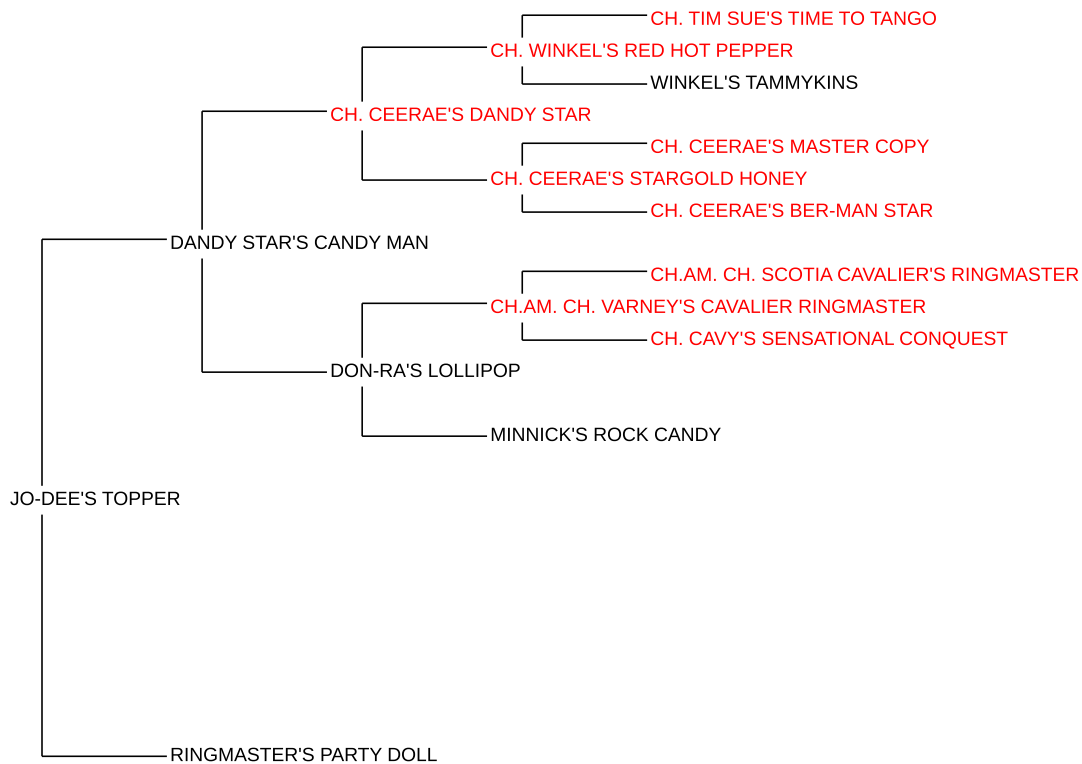 CH. TIM SUE'S TIME TO TANGO
CH. WINKEL'S RED HOT PEPPER
WINKEL'S TAMMYKINS
CH. CEERAE'S DANDY STAR
CH. CEERAE'S MASTER COPY
CH. CEERAE'S STARGOLD HONEY
CH. CEERAE'S BER-MAN STAR
DANDY STAR'S CANDY MAN
CH.AM. CH. SCOTIA CAVALIER'S RINGMASTER
CH.AM. CH. VARNEY'S CAVALIER RINGMASTER
CH. CAVY'S SENSATIONAL CONQUEST
DON-RA'S LOLLIPOP
MINNICK'S ROCK CANDY
JO-DEE'S TOPPER
RINGMASTER'S PARTY DOLL